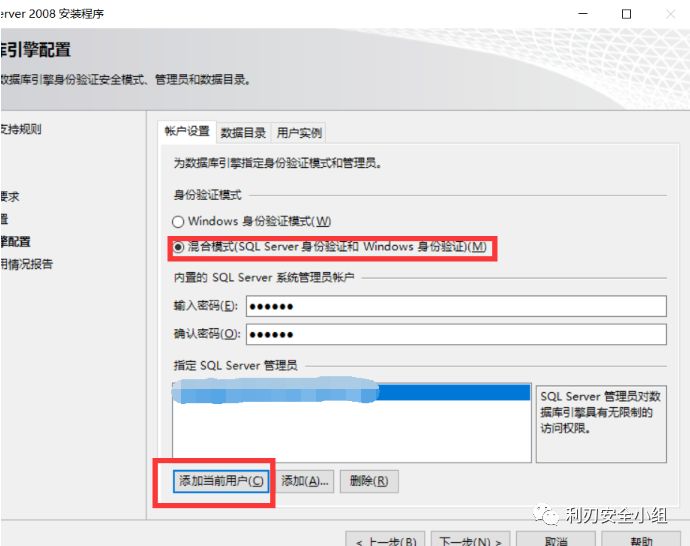 erver 2008 安装程序
库引擎配置
数据库引擎身份验证安全模式、管理员和数据目录。
支持规则
要求
置
擎配置
用情况报告
帐户设置 数据目录 用户实例
为数据库引擎指定身份验证模式和管理员。
身份验证模式
Windows 身份验证模式(W)
混合模式(SQL Server 身份验证和 Windows 身份验证)(M)
内置的 SQL Server 系统管理员帐户
输入密码(E): ●●●●●●
确认密码(O): ●●●●●●
指定 SQL Server 管理员
SQL Server 管理员对数
据库引擎具有无限制的
访问权限。
添加当前用户(C) 添加(A)... 删除(R)
利刃安全小组
< 上一步(B) 下一步(N) > 取消 帮助